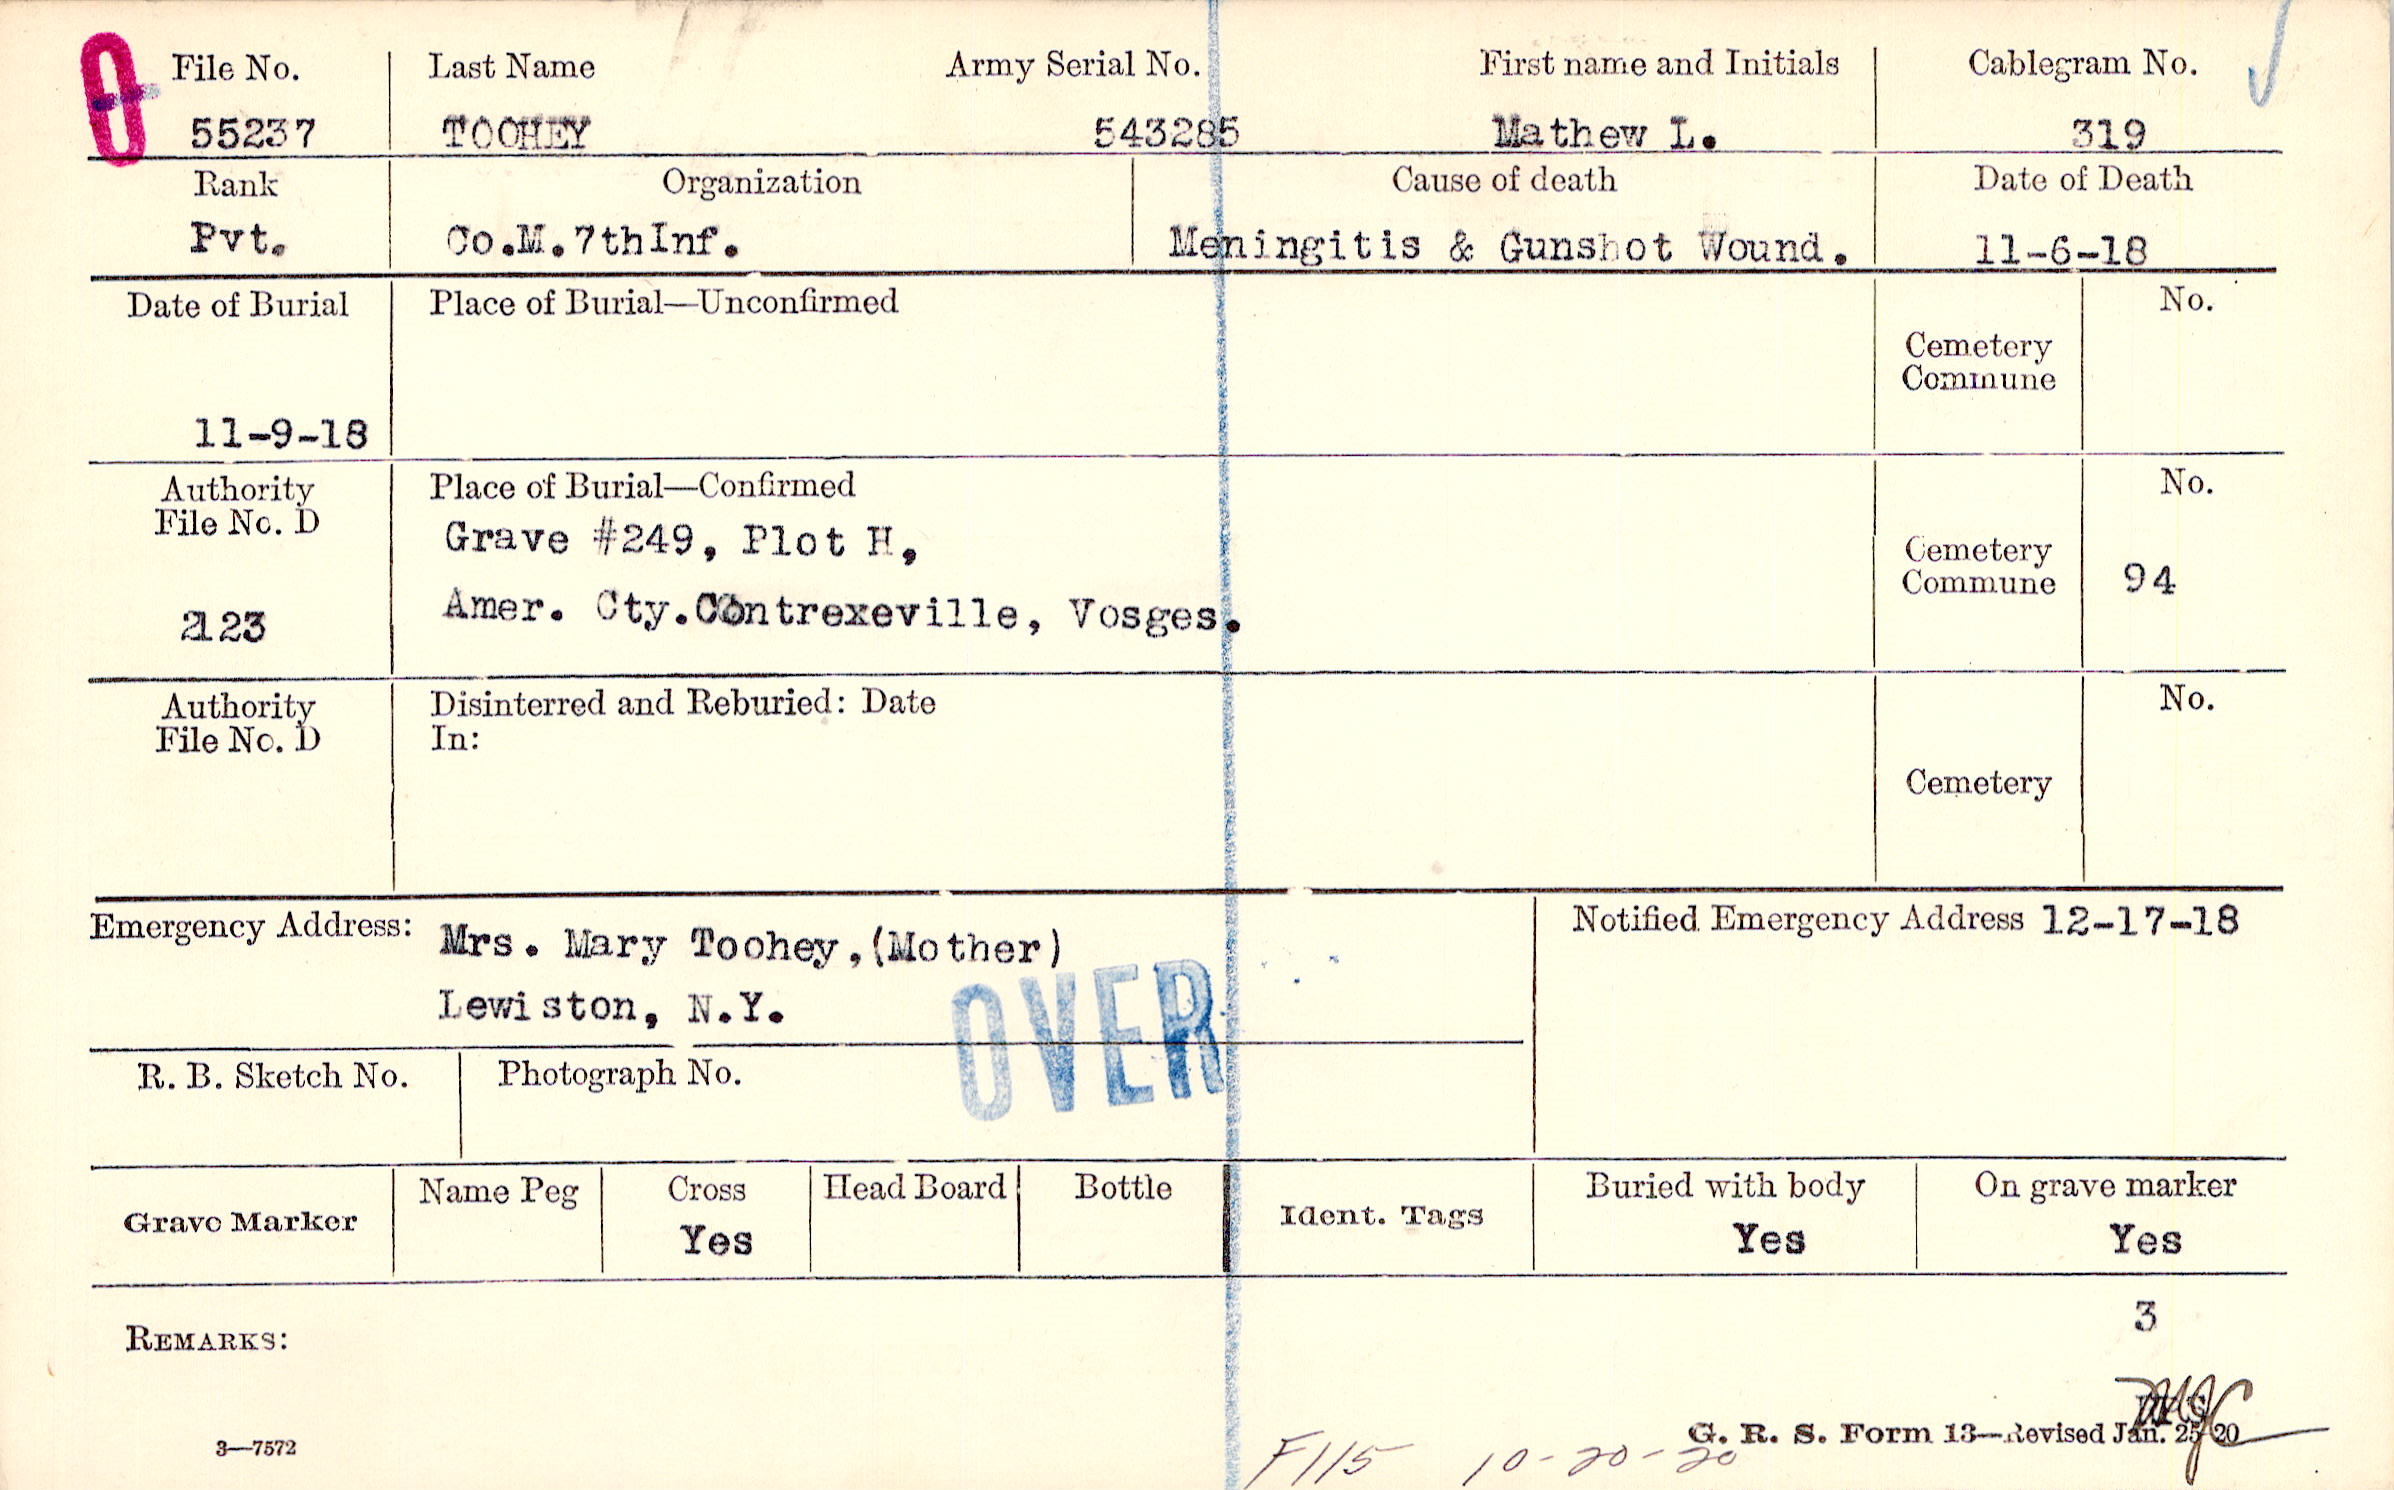 0
File No. Last Name Army Serial No. First name and Initials Cablegram No.
55237 TOOHEY 543285 Mathew L. 319
Rank Organization Cause of death Date of Death
Pvt. Co.M.7thInf. Meningitis & Gunshot Wound. 11-6-18
Date of Burial Place of Burial—Unconfirmed No.
Cemetery
Commune
11-9-18
Authority Place of Burial—Confirmed No.
File No. D
Grave #249, Plot H,
Cemetery
Commune 94
2123 Amer. Cty.Contrexeville, Vosges.
Authority Disinterred and Reburied: Date No.
File No. D In:
Cemetery
Emergency Address: Mrs. Mary Toohey,(Mother) Notified Emergency Address 12-17-18
Lewiston, N.Y.
OVER
R. B. Sketch No. Photograph No.
Grave Marker Name Peg Cross Head Board Bottle Ident. Tags Buried with body On grave marker
Yes Yes Yes
3
REMARKS:
3—7572
G. R. S. Form 13—Revised Jan. 25-20
F115 10-20-20